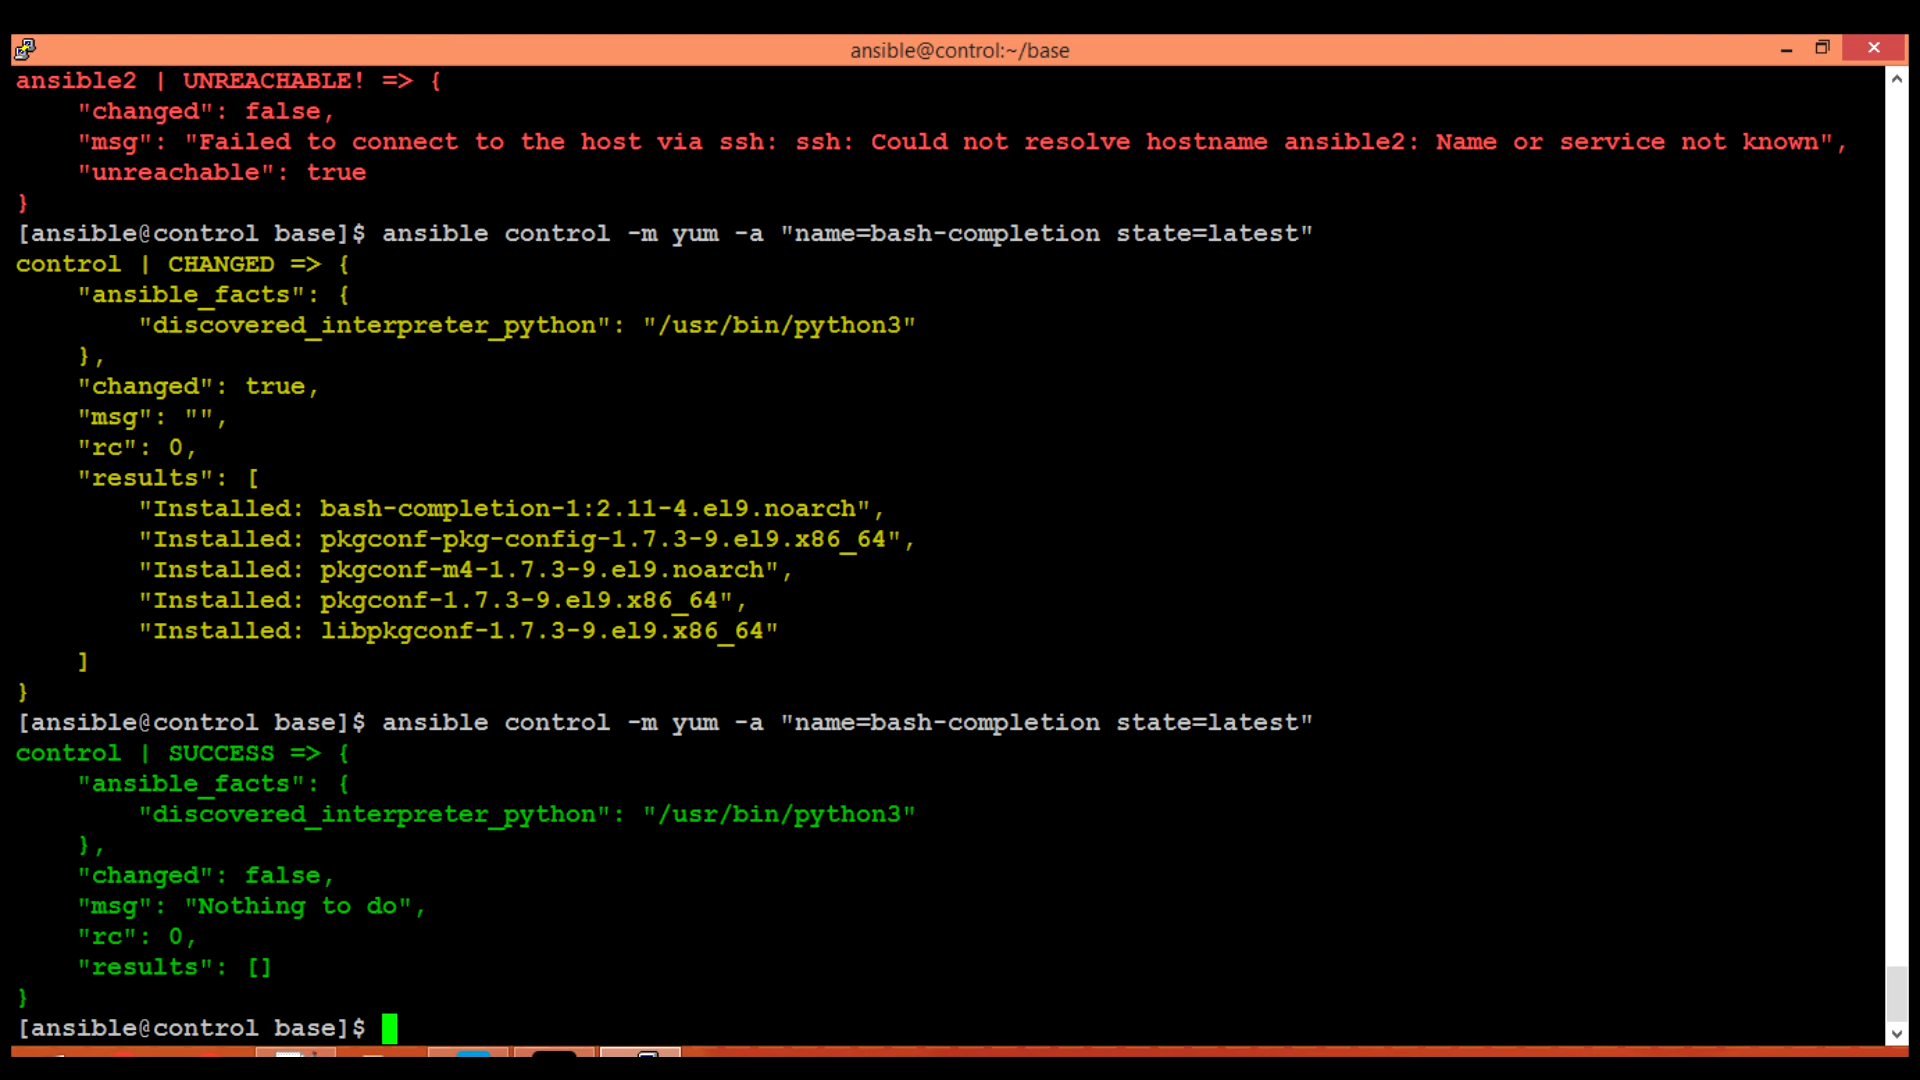 ansible@control:~/base
ansible2 | UNREACHABLE! => {
    "changed": false,
    "msg": "Failed to connect to the host via ssh: ssh: Could not resolve hostname ansible2: Name or service not known",
    "unreachable": true
}
[ansible@control base]$ ansible control -m yum -a "name=bash-completion state=latest"
control | CHANGED => {
    "ansible_facts": {
        "discovered_interpreter_python": "/usr/bin/python3"
    },
    "changed": true,
    "msg": "",
    "rc": 0,
    "results": [
        "Installed: bash-completion-1:2.11-4.el9.noarch",
        "Installed: pkgconf-pkg-config-1.7.3-9.el9.x86_64",
        "Installed: pkgconf-m4-1.7.3-9.el9.noarch",
        "Installed: pkgconf-1.7.3-9.el9.x86_64",
        "Installed: libpkgconf-1.7.3-9.el9.x86_64"
    ]
}
[ansible@control base]$ ansible control -m yum -a "name=bash-completion state=latest"
control | SUCCESS => {
    "ansible_facts": {
        "discovered_interpreter_python": "/usr/bin/python3"
    },
    "changed": false,
    "msg": "Nothing to do",
    "rc": 0,
    "results": []
}
[ansible@control base]$